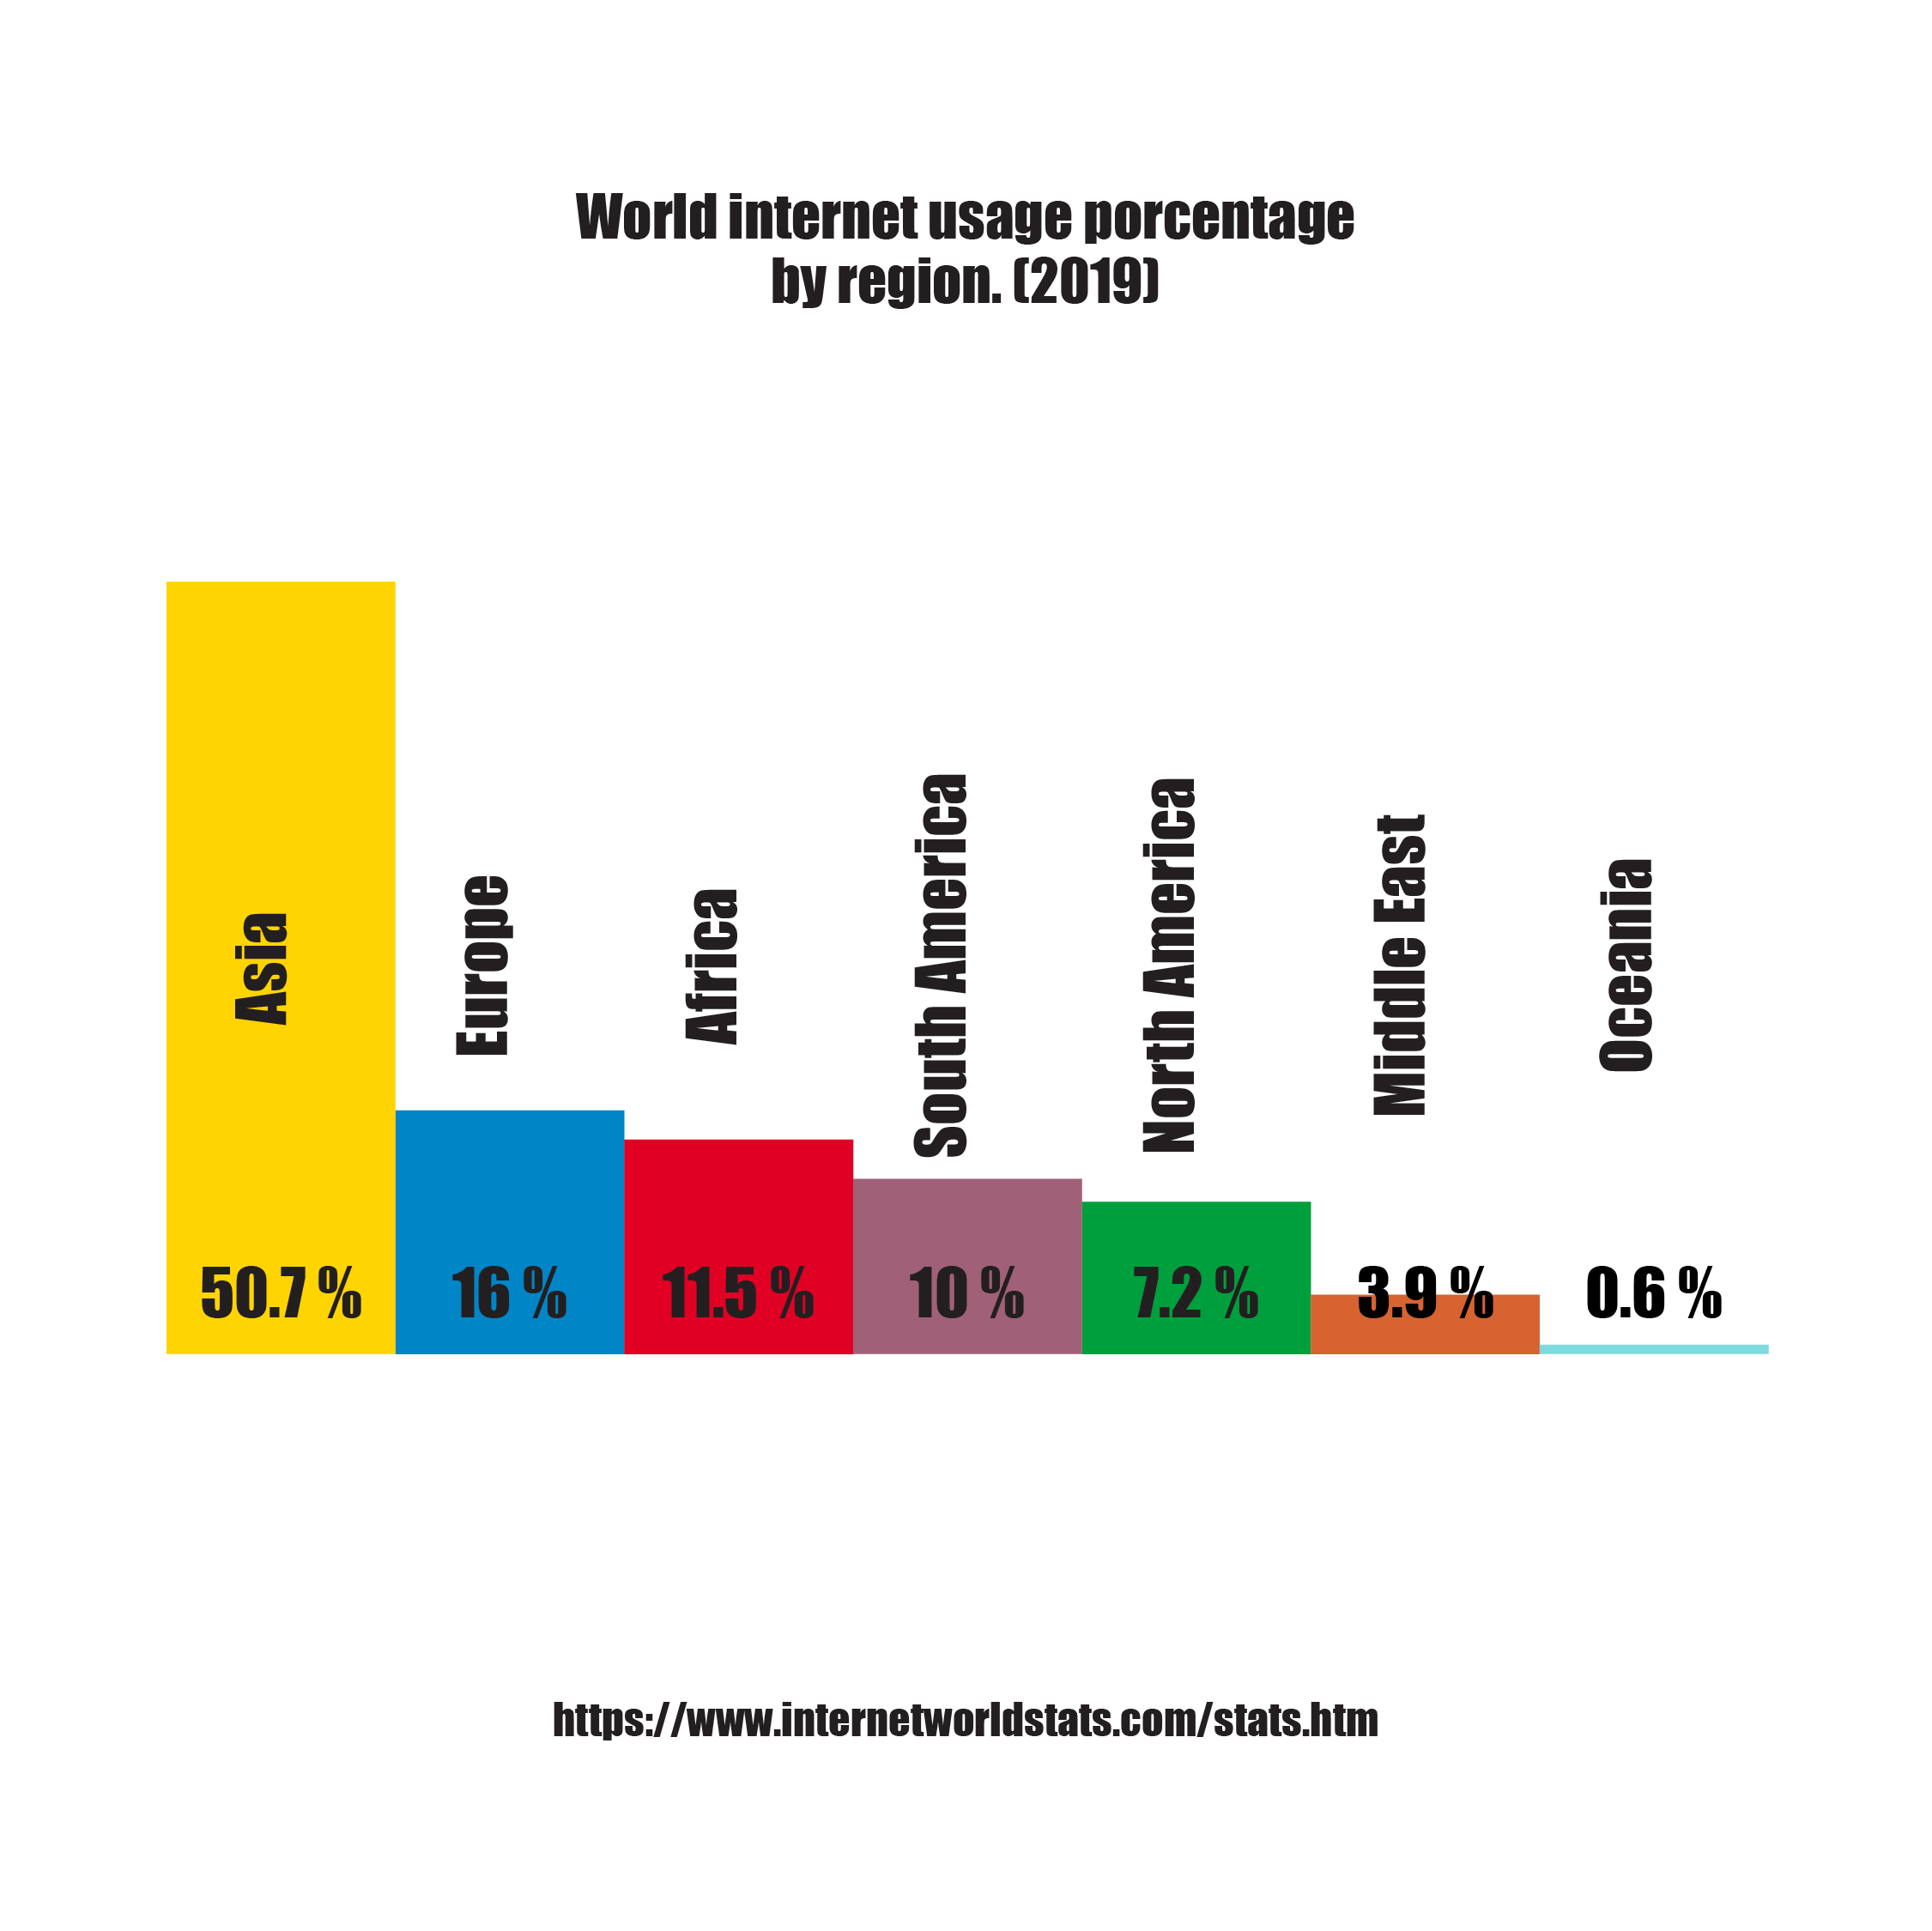 World internet usage porcentage
by region. (2019)
Asia
Europe
Africa
South America
North America
Middle East
Oceania
50.7 %
16 %
11.5 %
10 %
7.2 %
3.9 %
0.6 %
https://www.internetworldstats.com/stats.htm